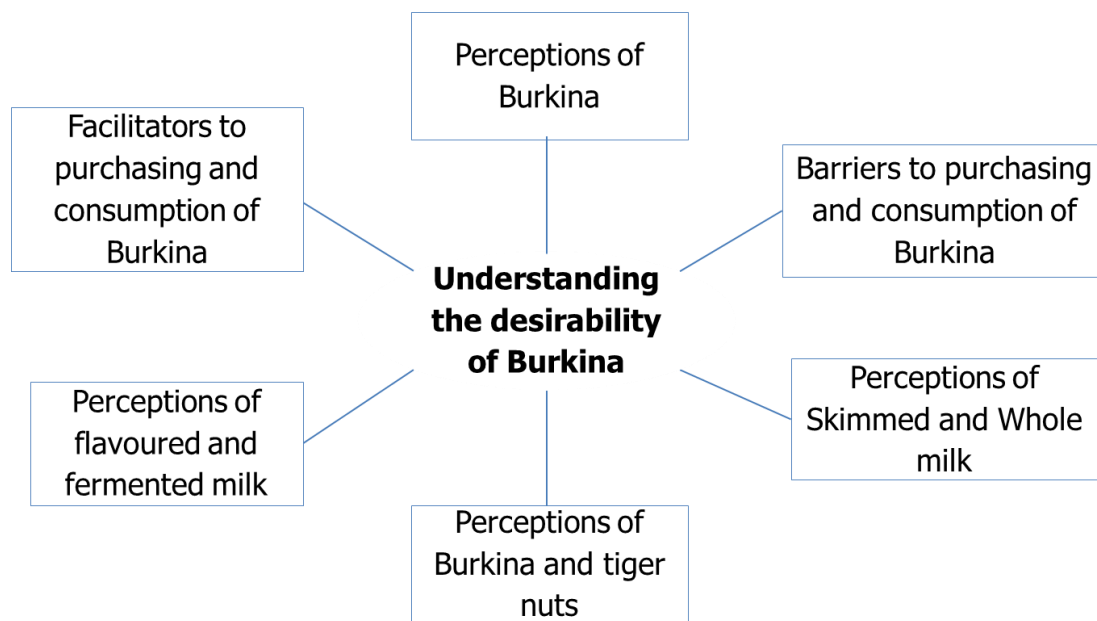 Perceptions of
Burkina
Facilitators to
purchasing and
consumption of
Burkina
Barriers to purchasing
and consumption of
Burkina
Understanding
the desirability
of Burkina
Perceptions of
flavoured and
fermented milk
Perceptions of
Skimmed and Whole
milk
Perceptions of
Burkina and tiger
nuts